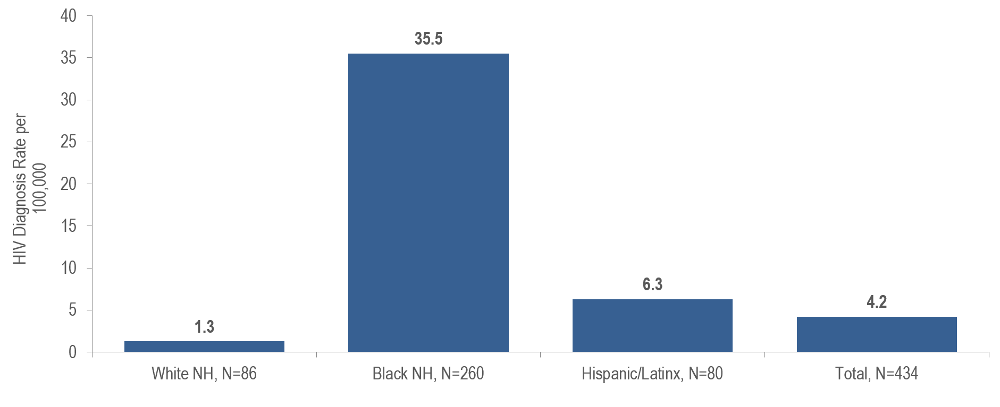 HIV Diagnosis Rate per
100,000
40
35
30
25
20
15
10
5
0
1.3
35.5
6.3
4.2
White NH, N=86
Black NH, N=260
Hispanic/Latinx, N=80
Total, N=434